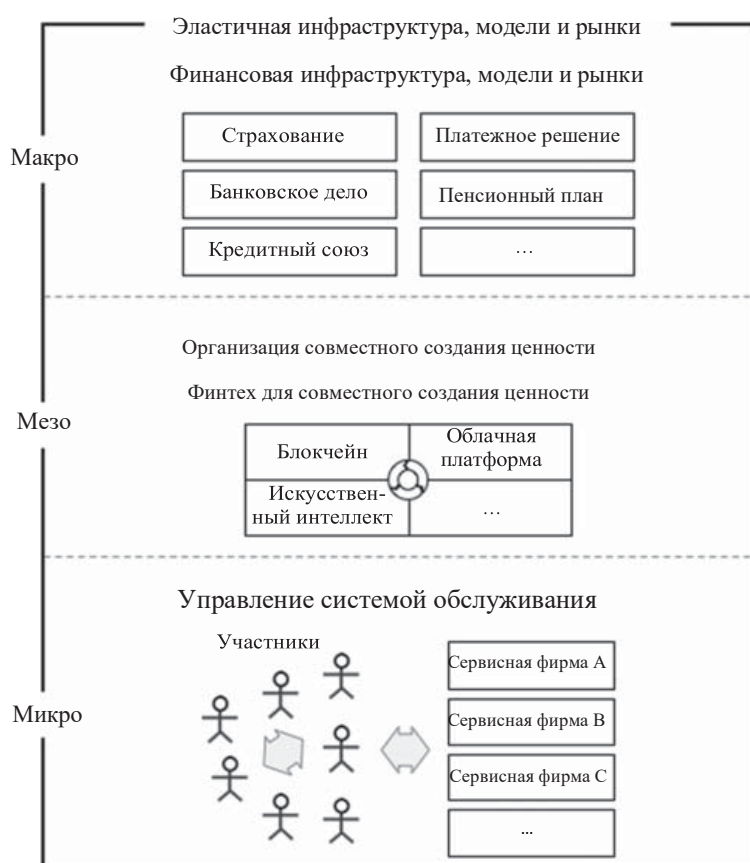 Эластичная инфраструктура, модели и рынки
Финансовая инфраструктура, модели и рынки
Макро
Страхование
Платежное решение
Банковское дело
Пенсионный план
Кредитный союз
…
Организация совместного создания ценности
Финтех для совместного создания ценности
Мезо
Блокчейн
Облачная
платформа
Искусствен-
ный интеллект
…
Управление системой обслуживания
Участники
Микро
Сервисная фирма A
Сервисная фирма B
Сервисная фирма C
...